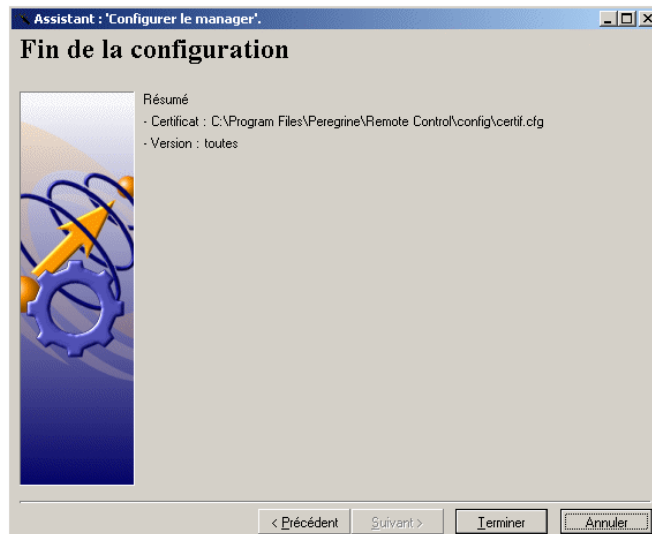 Assistant : 'Configurer le manager'.
Fin de la configuration
Résumé
- Certificat : C:\Program Files\Peregrine\Remote Control\config\certif.cfg
- Version : toutes
< Précédent Suivant > Terminer Annuler